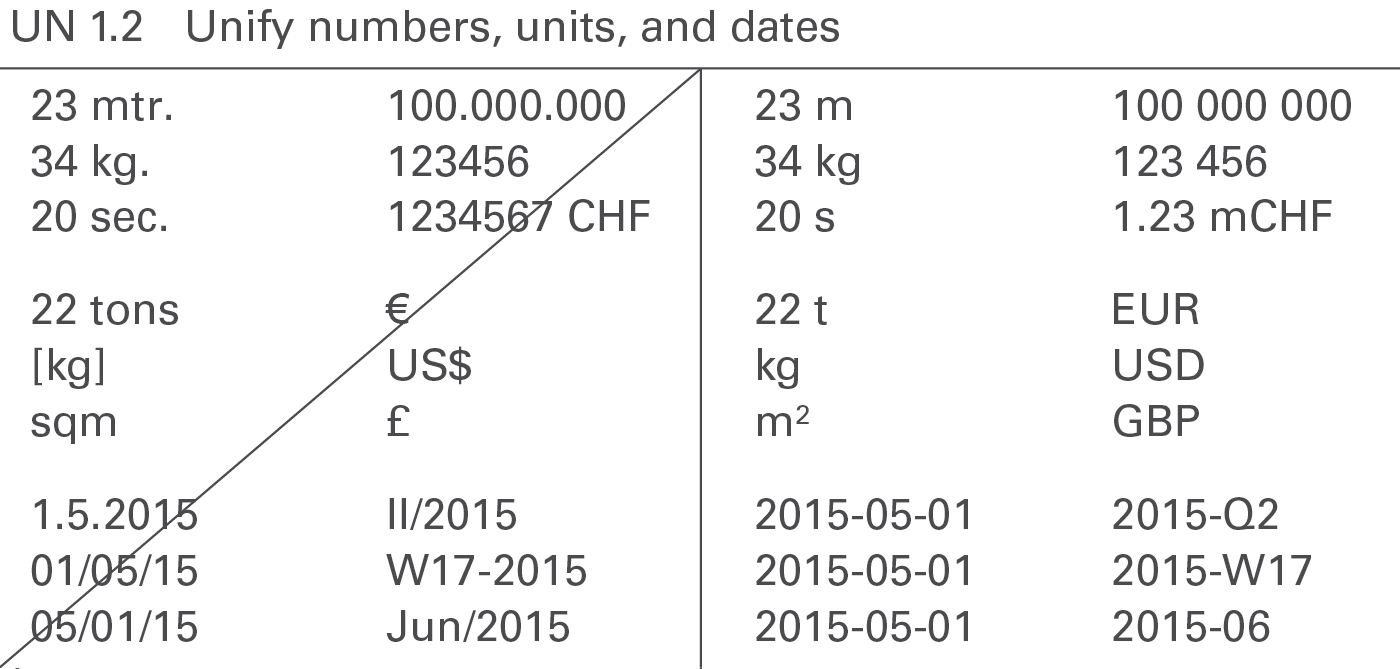 UN 1.2 Unify numbers, units, and dates
23 mtr. 100.000.000 23 m 100 000 000
34 kg. 123456 34 kg 123 456
20 sec. 1234567 CHF 20 s 1.23 mCHF
22 tons € 22 t EUR
[kg] US$ kg USD
sqm £ m² GBP
1.5.2015 II/2015 2015-05-01 2015-Q2
01/05/15 W17-2015 2015-05-01 2015-W17
05/01/15 Jun/2015 2015-05-01 2015-06